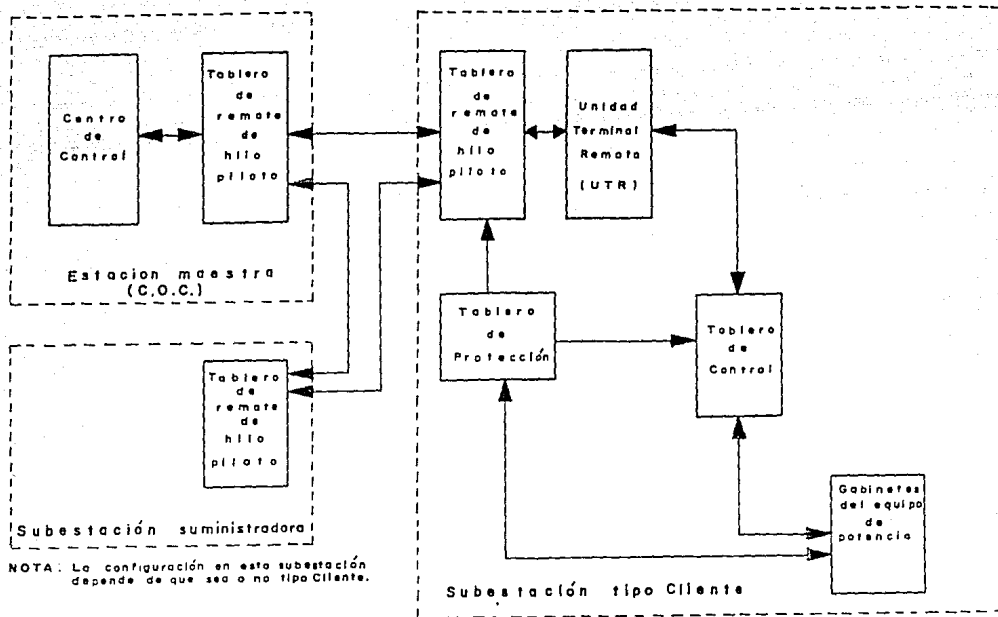 Centro
de
Control
Tablero
de
remate
de
hilo
piloto
Estacion maestra
(C.O.C.)
Tablero
de
remate
de
hilo
piloto
Subestación suministradora
NOTA: La configuración en esta subestación
depende de que sea o no tipo Cliente.
Tablero
de
remate
de
hilo
piloto
Unidad
Terminal
Remota
(UTR)
Tablero
de
Protección
Tablero
de
Control
Gabinetes
del equipo
de
potencia
Subestación tipo Cliente